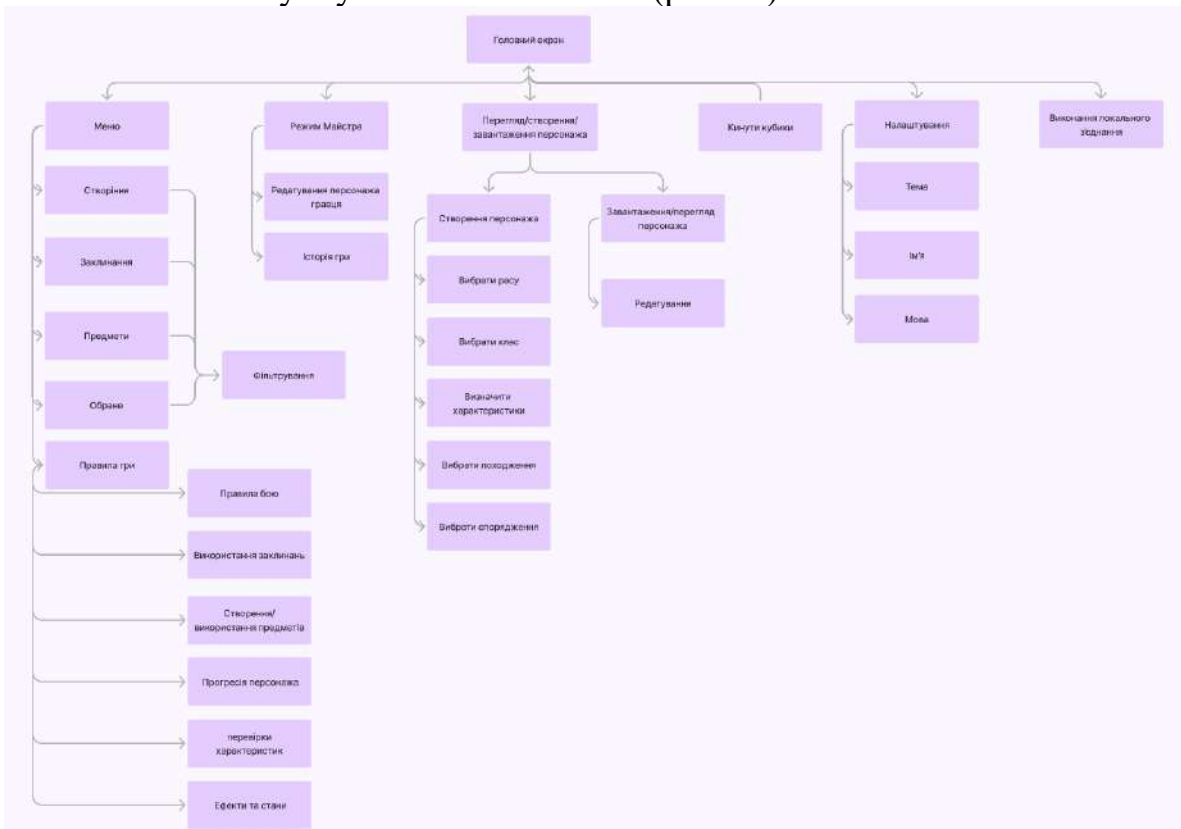 Головний екран
Меню
Режим Майстра
Перегляд/створення/
завантаження персонажа
Кинути кубики
Налаштування
Виконання локального
з'єднання
Створіння
Редагування персонажа
гравця
Створення персонажа
Завантаження/перегляд
персонажа
Тема
Заклинання
Історія гри
Вибрати расу
Редагування
Ім'я
Предмети
Вибрати клас
Мова
Фільтрування
Обране
Визначити
характеристики
Правила гри
Вибрати походження
Правила бою
Вибрати спорядження
Використання заклинань
Створення/
використання предметів
Прогресія персонажа
перевірки
характеристик
Ефекти та стани